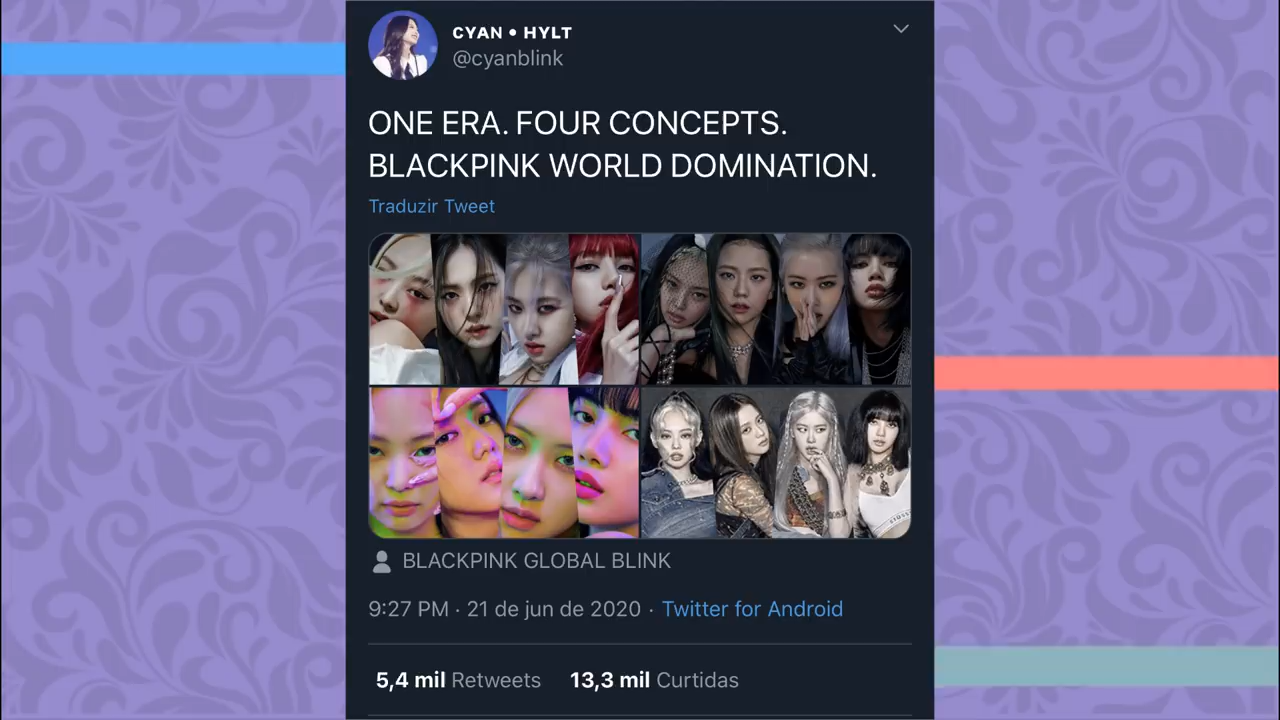 CYAN • HYLT
@cyanblink
ONE ERA. FOUR CONCEPTS.
BLACKPINK WORLD DOMINATION.
Traduzir Tweet
BLACKPINK GLOBAL BLINK
9:27 PM · 21 de jun de 2020 · Twitter for Android
5,4 mil Retweets 13,3 mil Curtidas